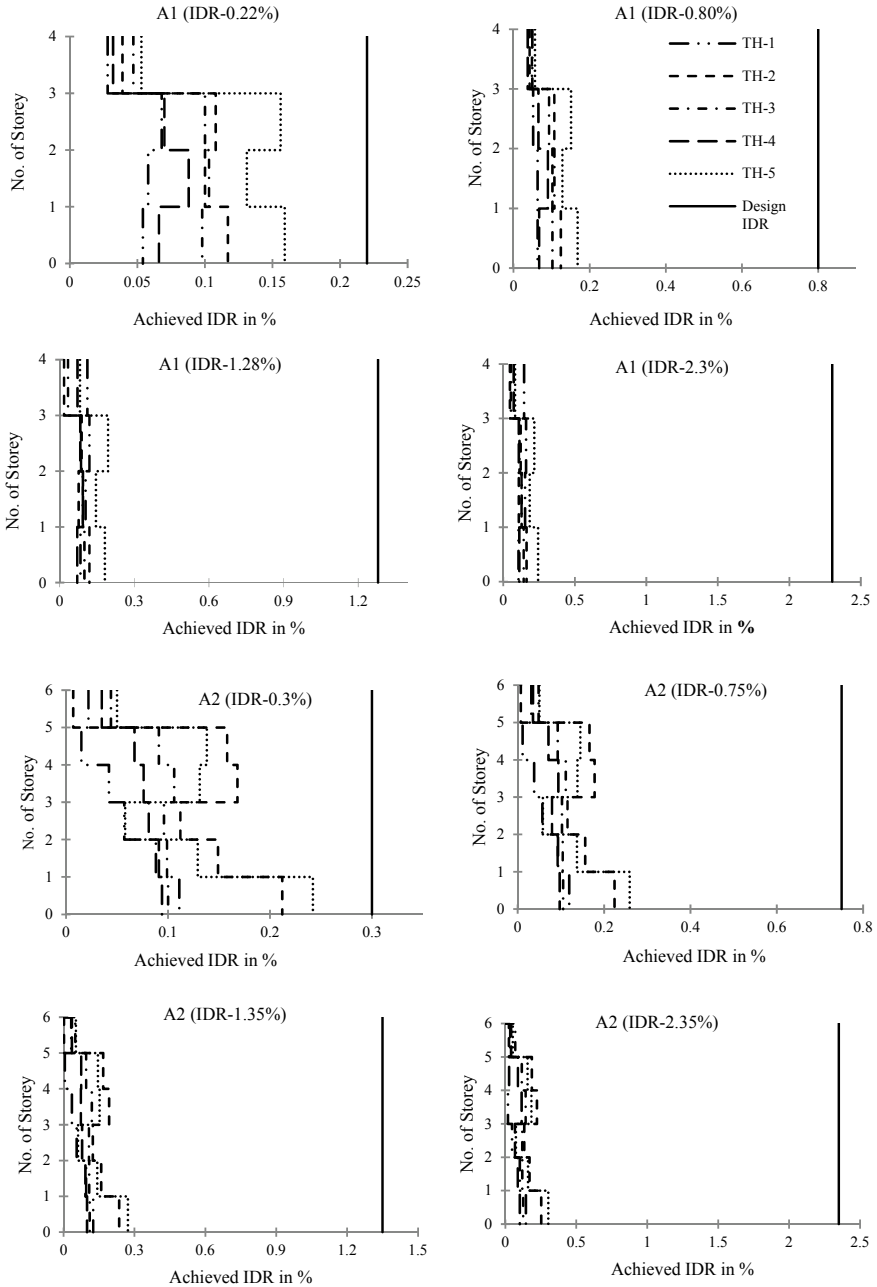 A1 (IDR-0.22%)
4
3
2
1
0
No. of Storey
0
0.05
0.1
0.15
0.2
0.25
Achieved IDR in %
A1 (IDR-0.80%)
4
3
2
1
0
No. of Storey
TH-1
TH-2
TH-3
TH-4
TH-5
Design
IDR
0
0.2
0.4
0.6
0.8
Achieved IDR in %
A1 (IDR-1.28%)
4
3
2
1
0
No. of Storey
0
0.3
0.6
0.9
1.2
Achieved IDR in %
A1 (IDR-2.3%)
4
3
2
1
0
No. of Storey
0
0.5
1
1.5
2
2.5
Achieved IDR in %
A2 (IDR-0.3%)
6
5
4
3
2
1
0
No. of Storey
0
0.1
0.2
0.3
Achieved IDR in %
A2 (IDR-0.75%)
6
5
4
3
2
1
0
No. of Storey
0
0.2
0.4
0.6
0.8
Achieved IDR in %
A2 (IDR-1.35%)
6
5
4
3
2
1
0
No. of Storey
0
0.3
0.6
0.9
1.2
1.5
Achieved IDR in %
A2 (IDR-2.35%)
6
5
4
3
2
1
0
No. of Storey
0
0.5
1
1.5
2
2.5
Achieved IDR in %